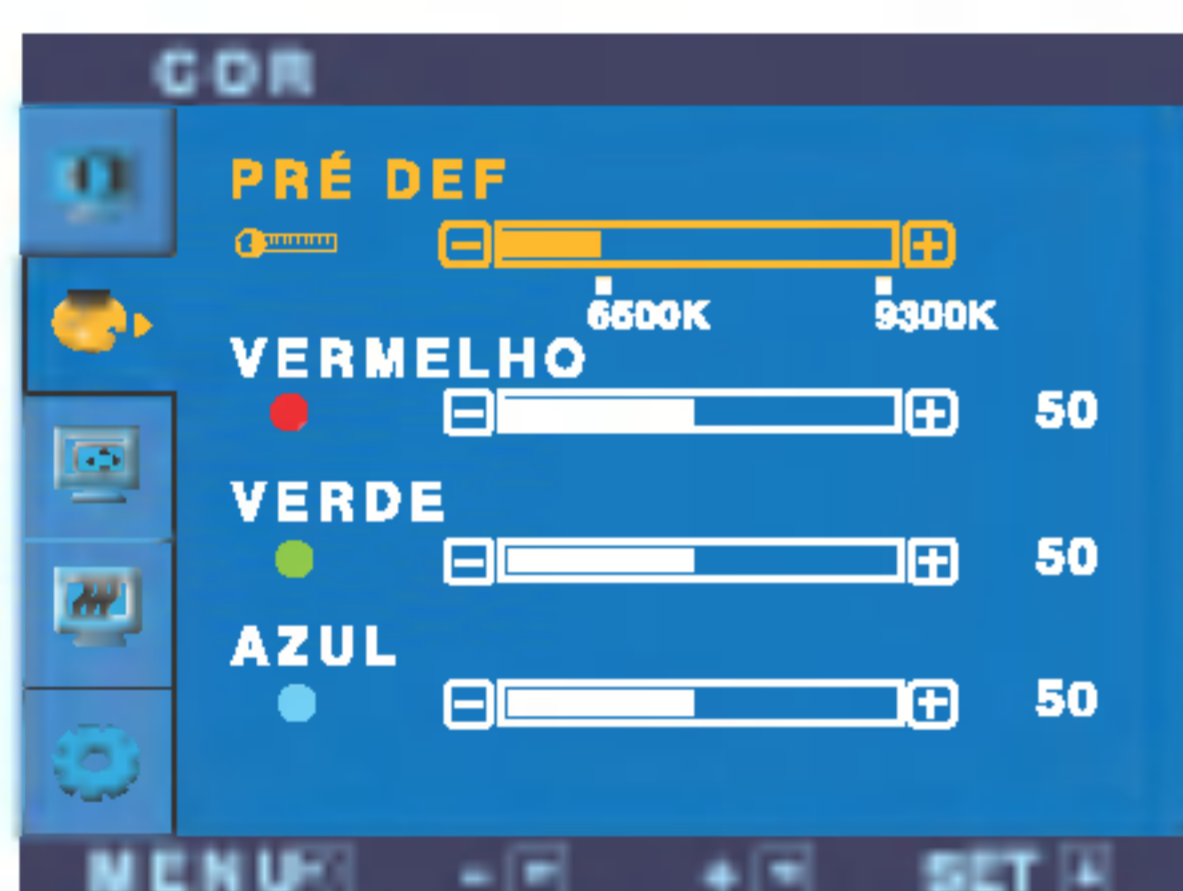 COR
PRÉ DEF
6500K 9300K
VERMELHO
50
VERDE
50
AZUL
50
MENU - + SET